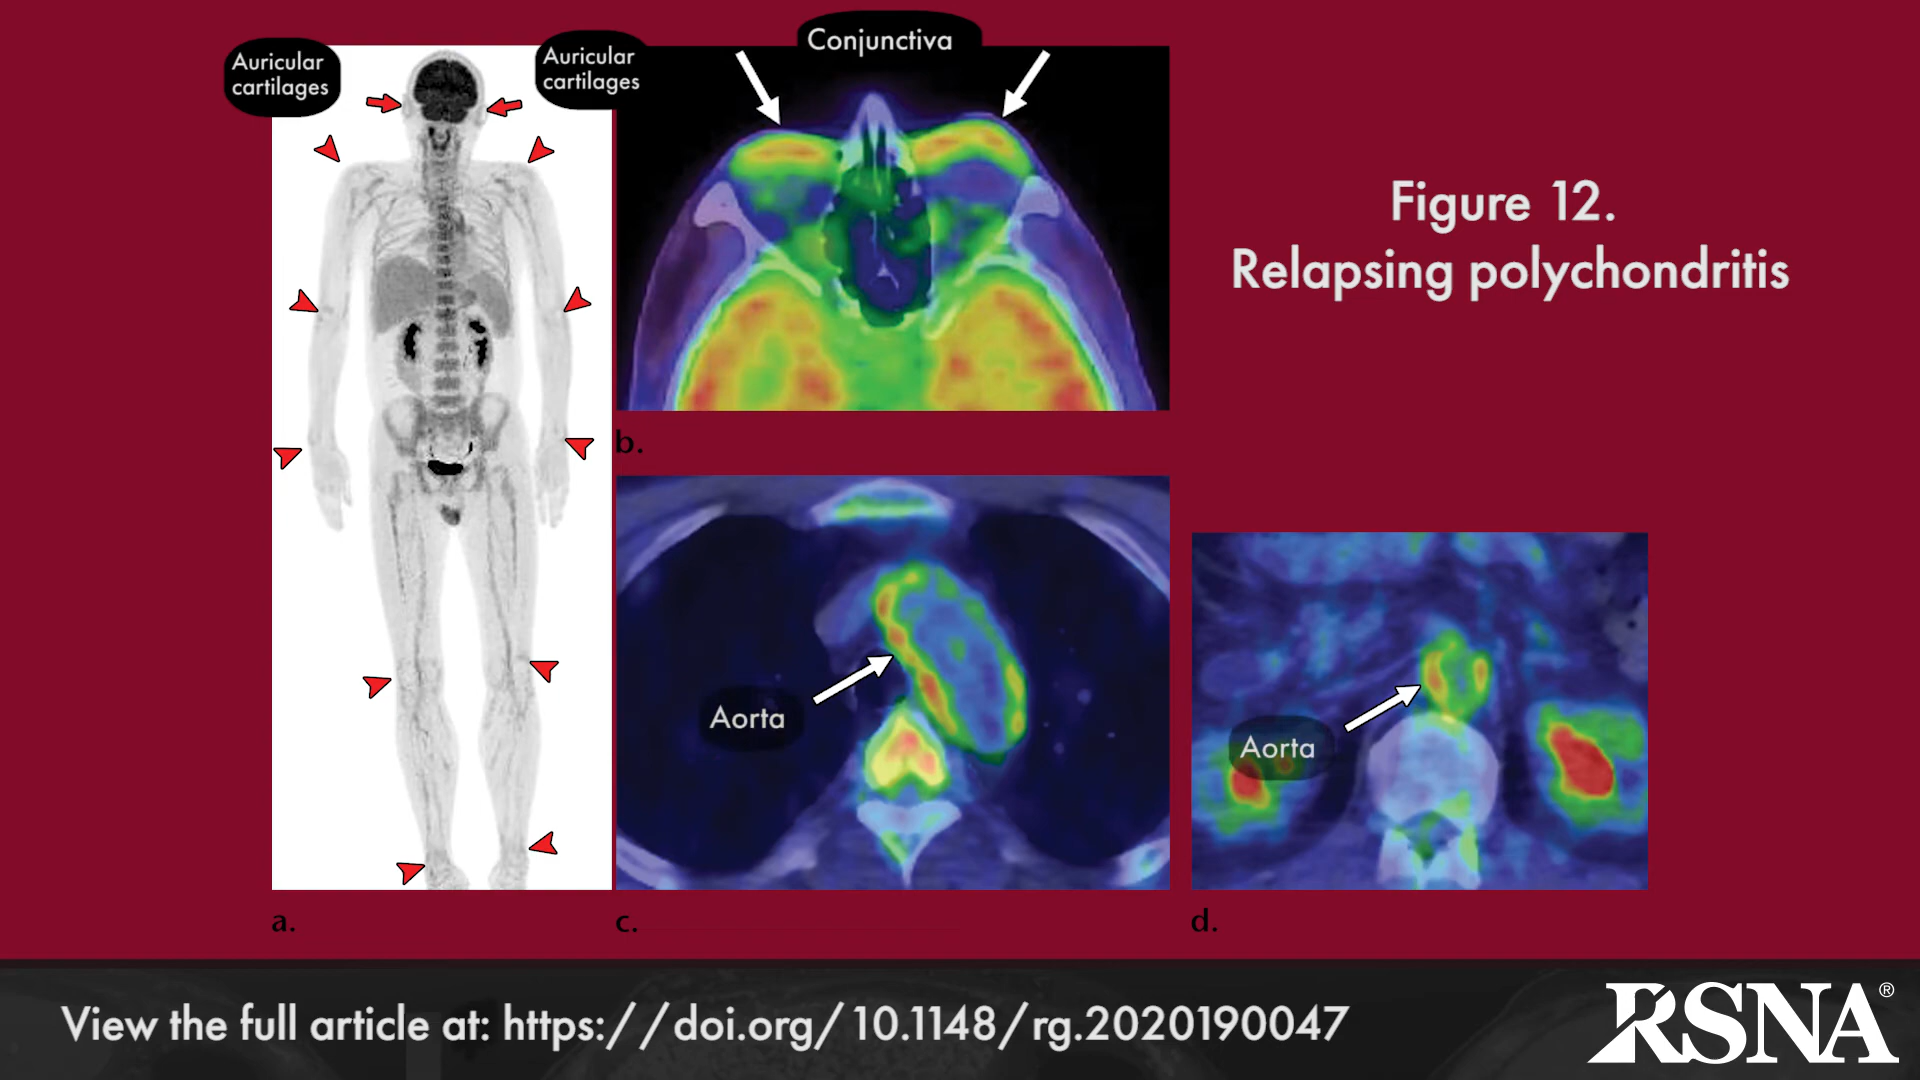 Auricular
cartilages
Auricular
cartilages
Conjunctiva
Figure 12.
Relapsing polychondritis
b.
Aorta
Aorta
a.
c.
d.
View the full article at: https://doi.org/10.1148/rg.2020190047
RSNA®